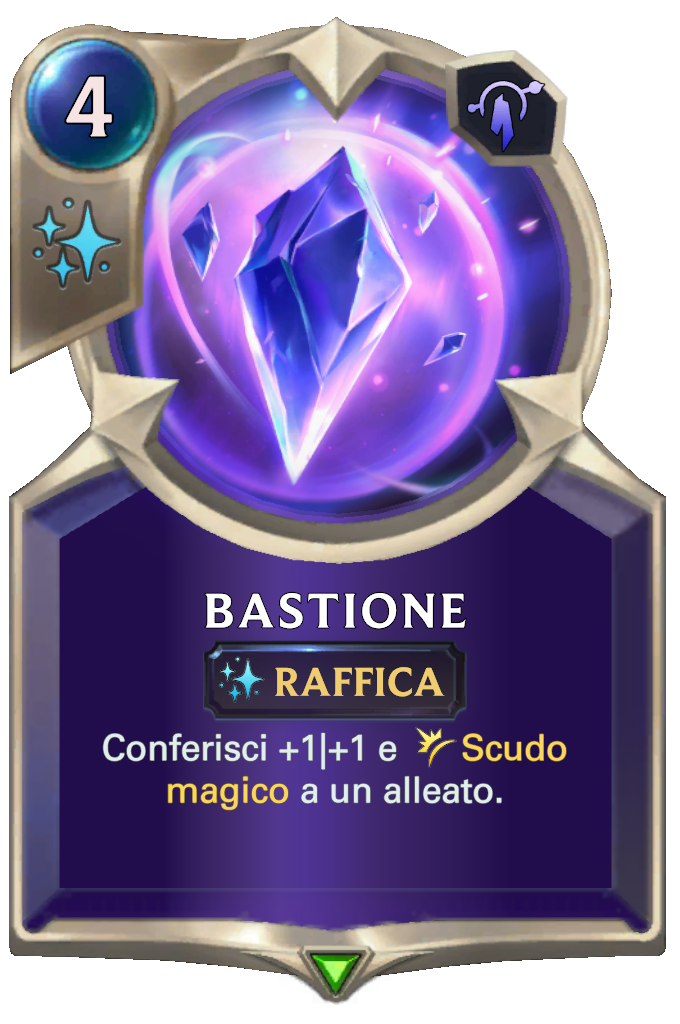 4
BASTIONE
RAFFICA
Conferisci +1|+1 e Scudo
magico a un alleato.